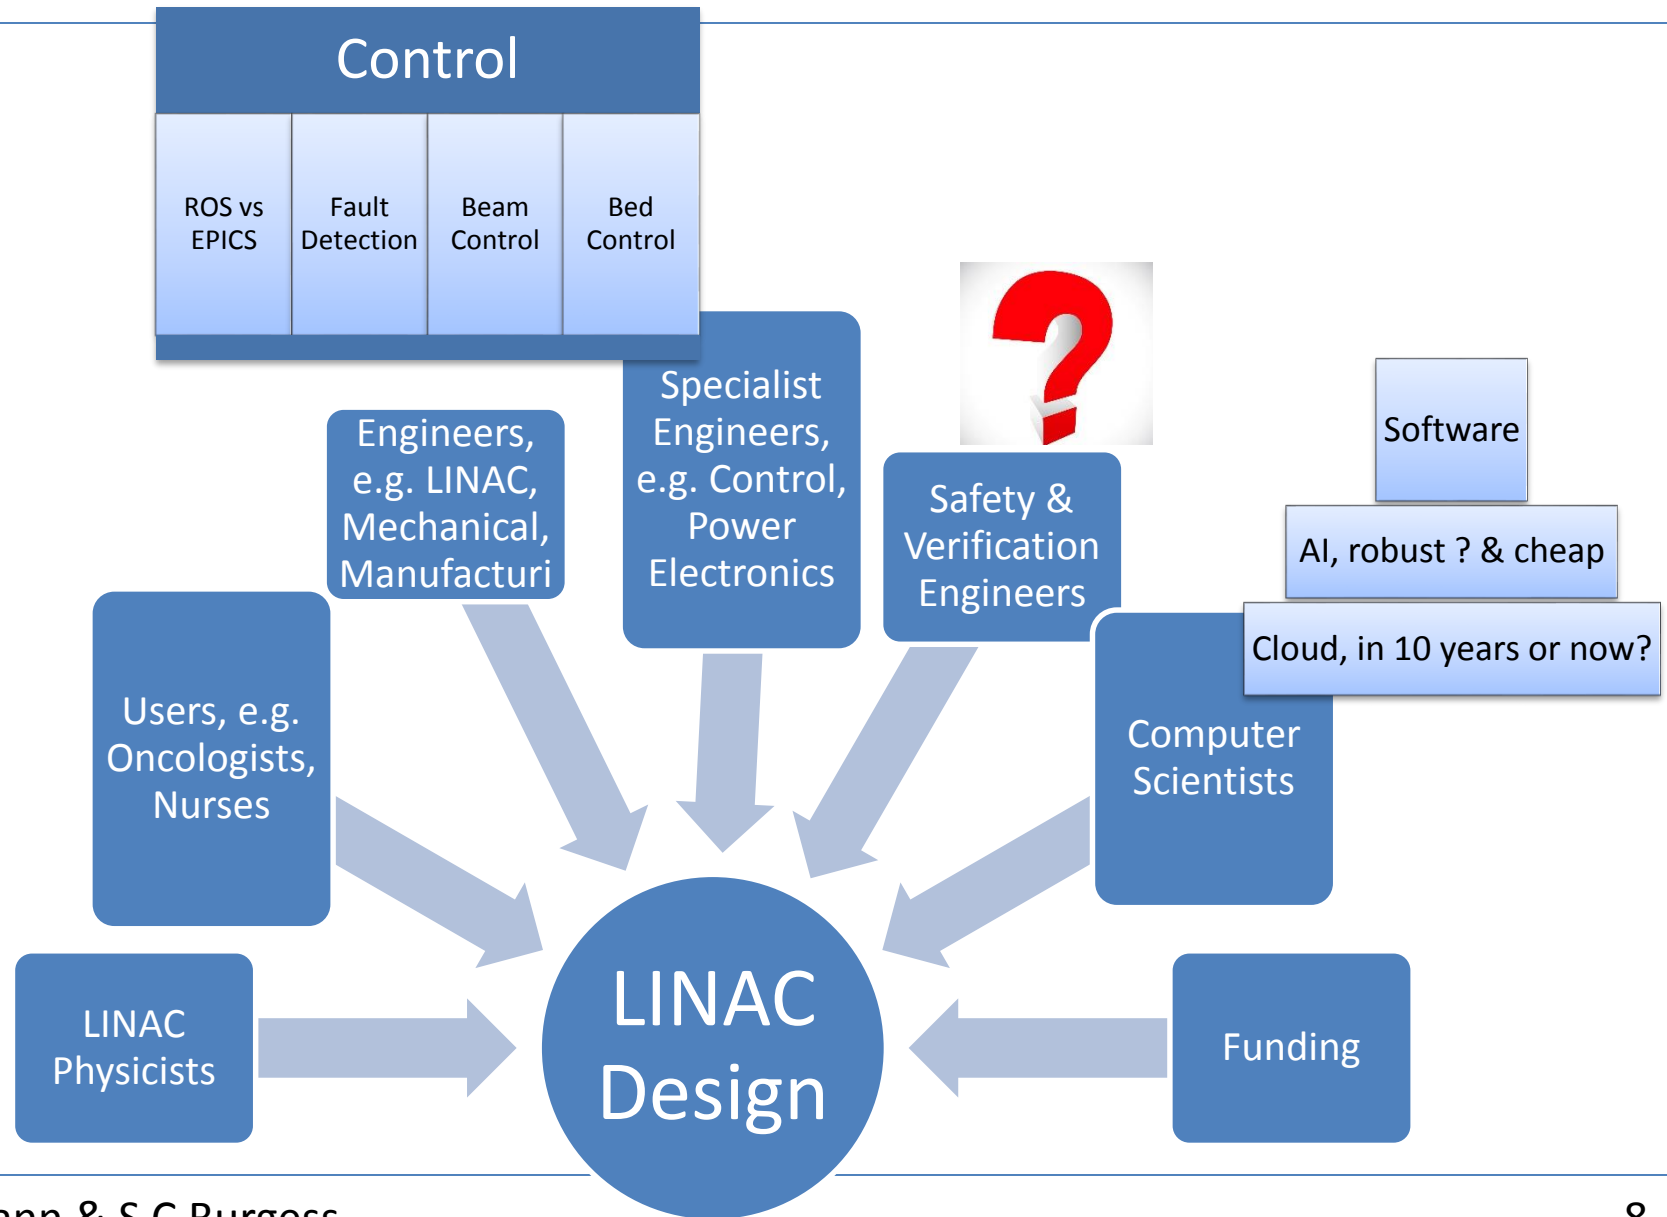 Control
ROS vs
EPICS
Fault
Detection
Beam
Control
Bed
Control
Engineers,
e.g. LINAC,
Mechanical,
Manufacturi
Specialist
Engineers,
e.g. Control,
Power
Electronics
?
Safety &
Verification
Engineers
Software
AI, robust ? & cheap
Cloud, in 10 years or now?
Users, e.g.
Oncologists,
Nurses
Computer
Scientists
LINAC
Physicists
LINAC
Design
Funding
& S C Burgess
8